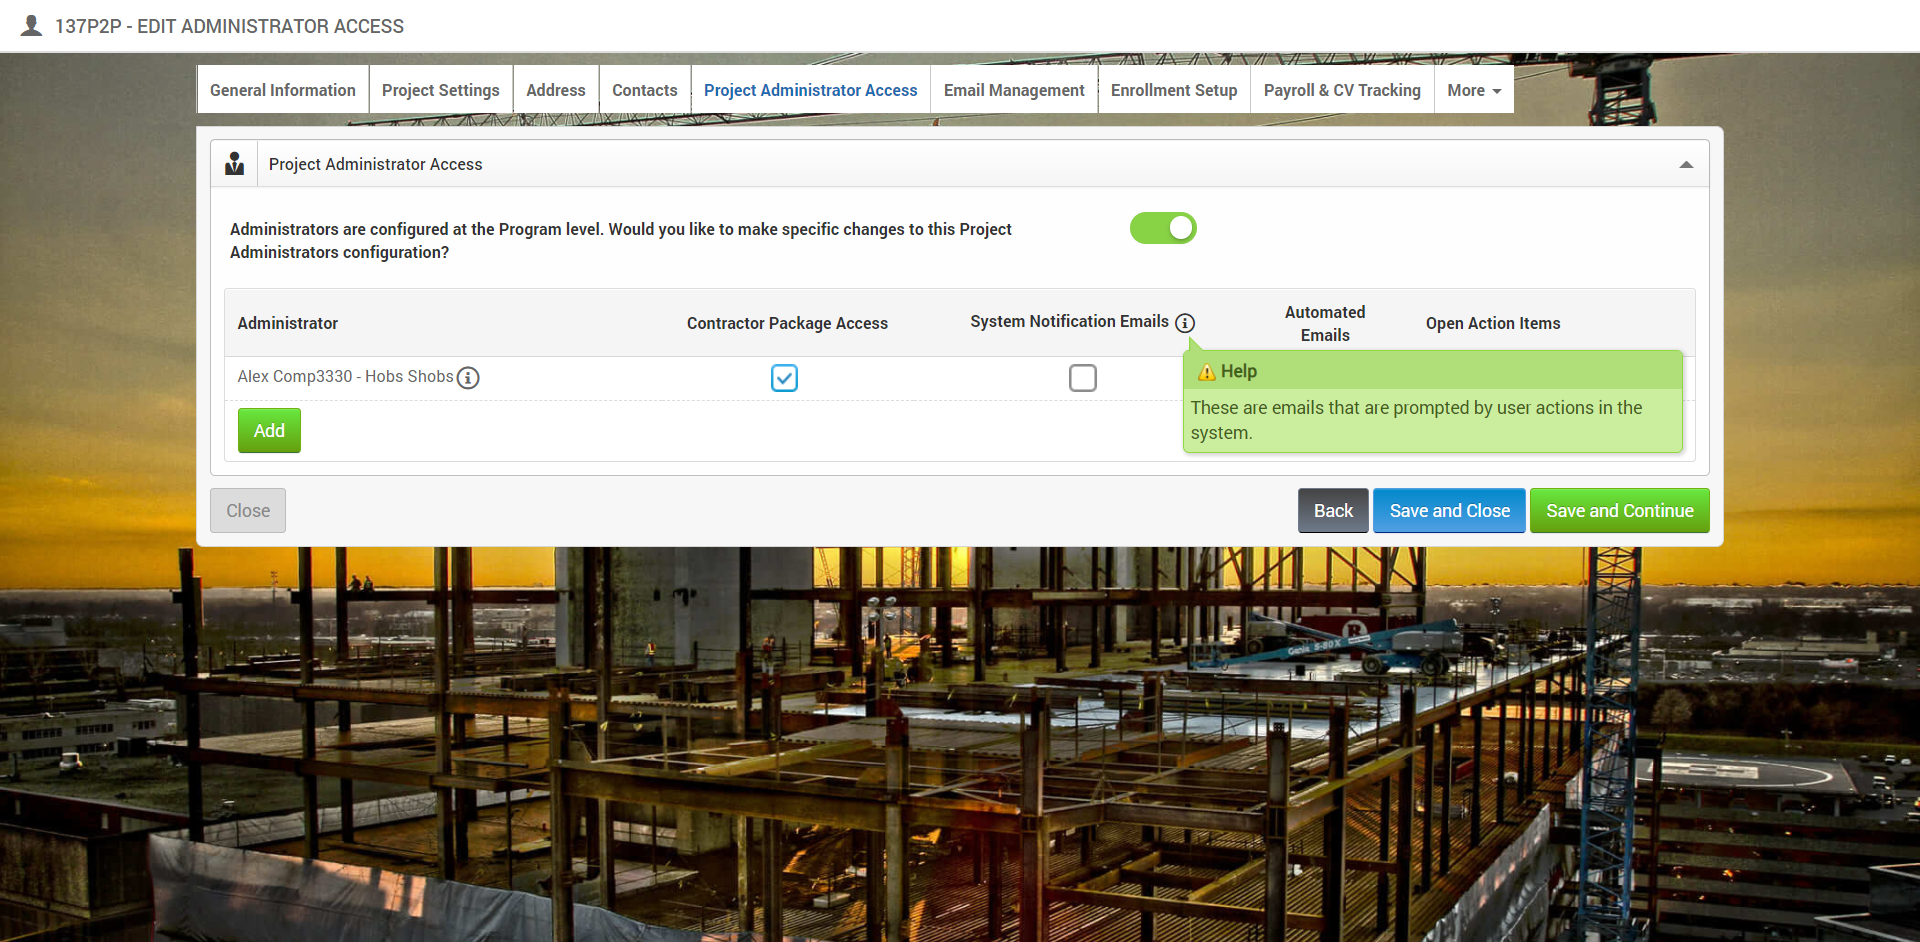 137P2P - EDIT ADMINISTRATOR ACCESS
General Information
Project Settings
Address
Contacts
Project Administrator Access
Email Management
Enrollment Setup
Payroll & CV Tracking
More
Project Administrator Access
Administrators are configured at the Program level. Would you like to make specific changes to this Project
Administrators configuration?
Administrator
Contractor Package Access
System Notification Emails
Automated
Emails
Open Action Items
Alex Comp3330 - Hobs Shobs
Help
These are emails that are prompted by user actions in the
system.
Add
Close
Back
Save and Close
Save and Continue
Genie S-80X